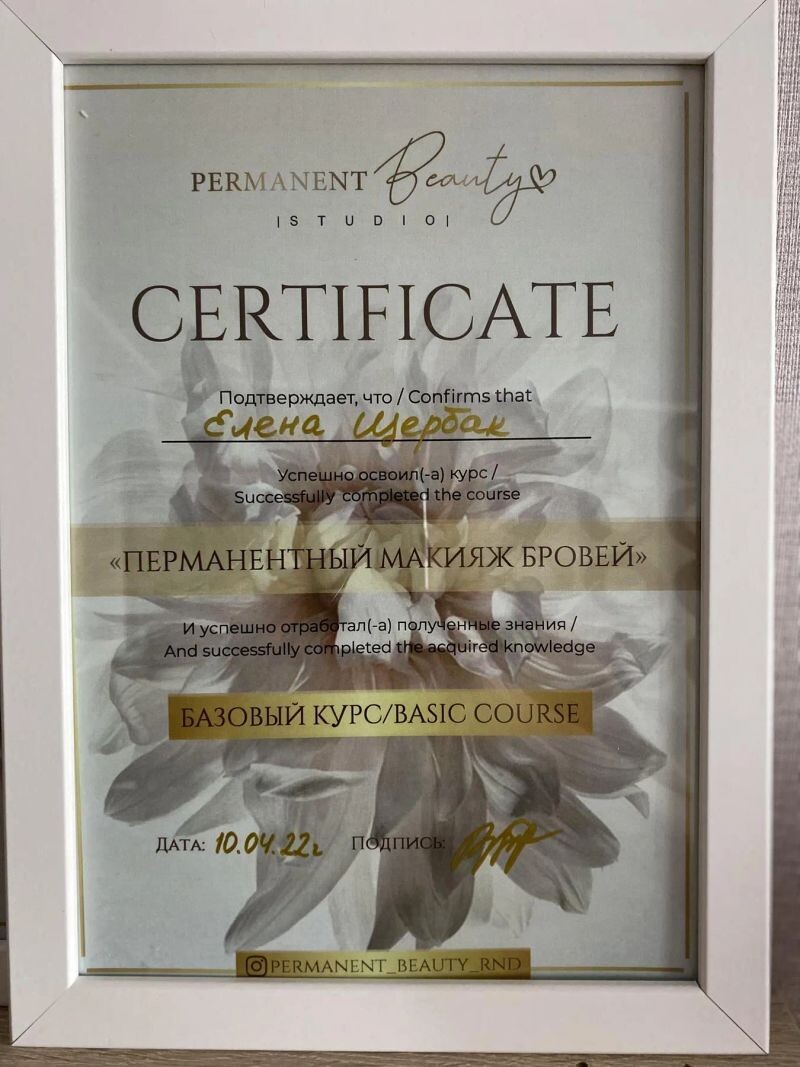 PERMANENT Beauty
|STUDIO|
CERTIFICATE
Подтверждает, что / Confirms that
Елена Щербак
Успешно освоил(-а) курс /
Successfully completed the course
«ПЕРМАНЕНТНЫЙ МАКИЯЖ БРОВЕЙ»
И успешно отработал(-а) полученные знания /
And successfully completed the acquired knowledge
БАЗОВЫЙ КУРС/BASIC COURSE
ДАТА: 10.04.22г ПОДПИСЬ:
PERMANENT_BEAUTY_RND